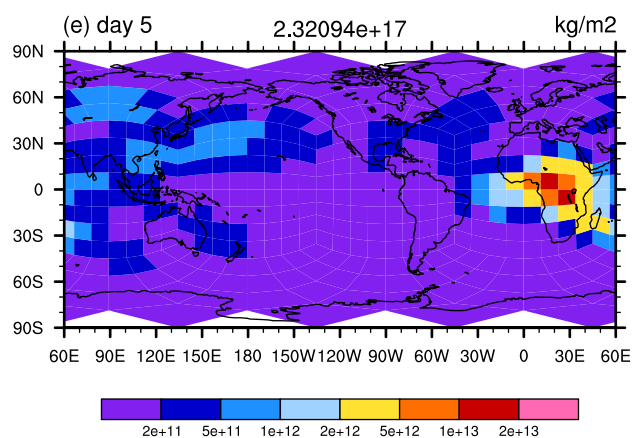 (e) day 5 2.32094e+17 kg/m2
90N
60N
30N
0
30S
60S
90S
60E 90E 120E 150E 180 150W 120W 90W 60W 30W 0 30E 60E
2e+11 5e+11 1e+12 2e+12 5e+12 1e+13 2e+13